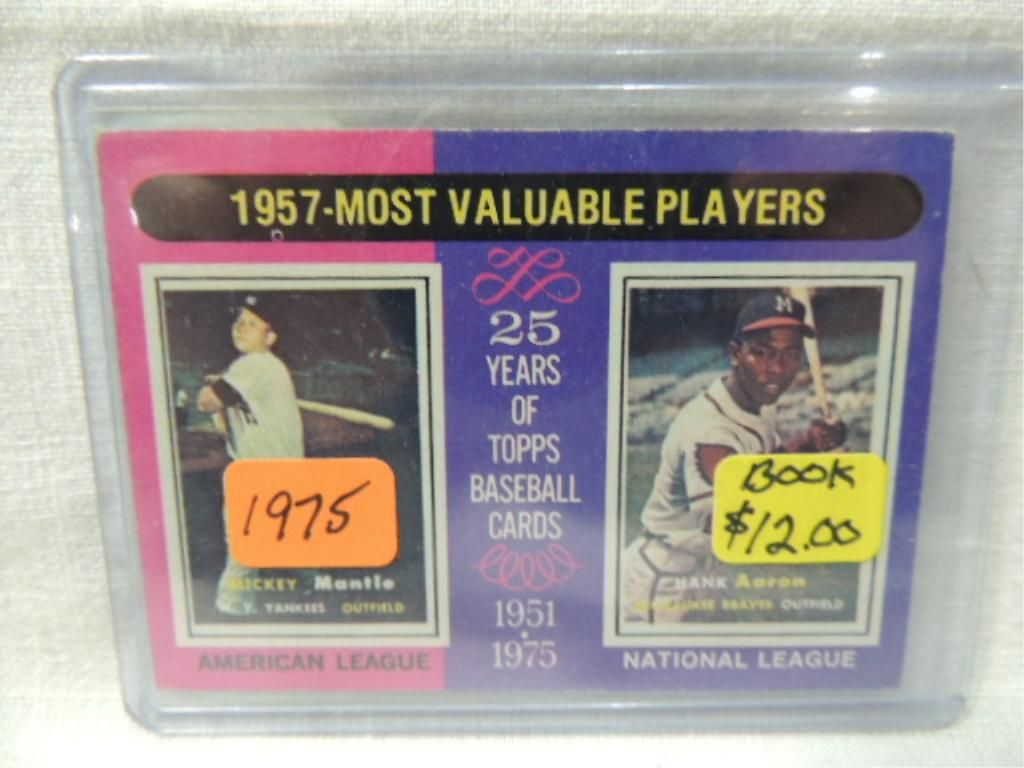 1957-MOST VALUABLE PLAYERS
25
YEARS
OF
TOPPS
BASEBALL
CARDS
1951
1975
M
1975
MICKEY Mantle
Y. YANKEES OUTFIELD
AMERICAN LEAGUE
BOOK
$12.00
HANK Aaron
BRAVES OUTFIELD
NATIONAL LEAGUE